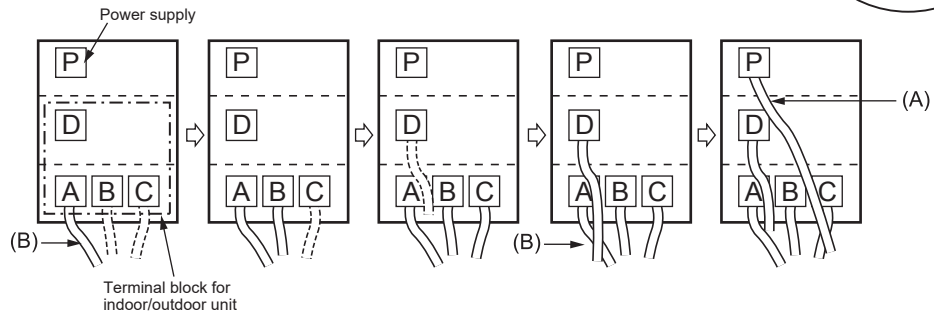 Power supply
P P P P P
(A)
D D D D D
A B C A B C A B C A B C A B C
(B) (B)
Terminal block for
indoor/outdoor unit